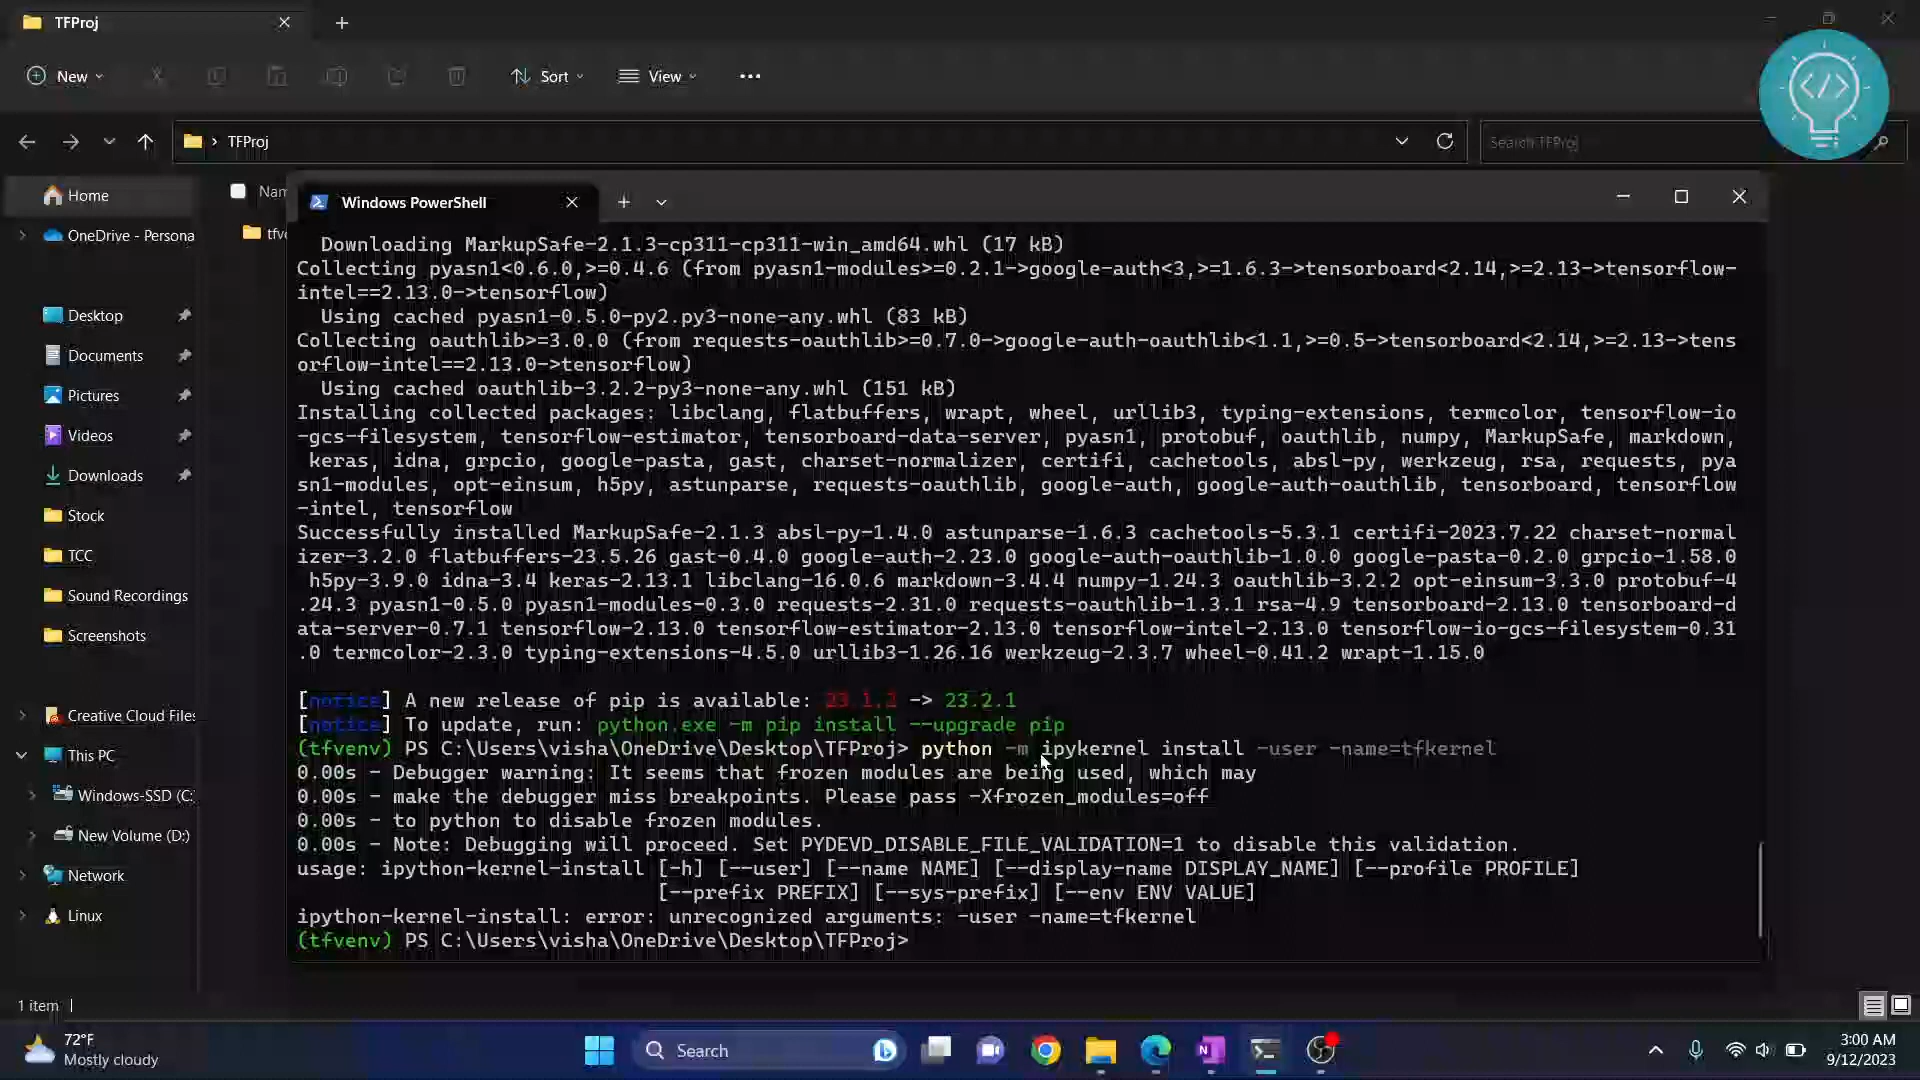 TFProj
New
Sort
View
TFProj
Search TFProj
Home
Nam
OneDrive - Persona
tfve
Desktop
Documents
Pictures
Videos
Downloads
Stock
TCC
Sound Recordings
Screenshots
Creative Cloud Files
This PC
Windows-SSD (C:
New Volume (D:)
Network
Linux
1 item
Windows PowerShell
Downloading MarkupSafe-2.1.3-cp311-cp311-win_amd64.whl (17 kB)
Collecting pyasn1<0.6.0,>=0.4.6 (from pyasn1-modules>=0.2.1->google-auth<3,>=1.6.3->tensorboard<2.14,>=2.13->tensorflow-
intel==2.13.0->tensorflow)
Using cached pyasn1-0.5.0-py2.py3-none-any.whl (83 kB)
Collecting oauthlib>=3.0.0 (from requests-oauthlib>=0.7.0->google-auth-oauthlib<1.1,>=0.5->tensorboard<2.14,>=2.13->tens
orflow-intel==2.13.0->tensorflow)
Using cached oauthlib-3.2.2-py3-none-any.whl (151 kB)
Installing collected packages: libclang, flatbuffers, wrapt, wheel, urllib3, typing-extensions, termcolor, tensorflow-io
-gcs-filesystem, tensorflow-estimator, tensorboard-data-server, pyasn1, protobuf, oauthlib, numpy, MarkupSafe, markdown,
keras, idna, grpcio, google-pasta, gast, charset-normalizer, certifi, cachetools, absl-py, werkzeug, rsa, requests, pya
sn1-modules, opt-einsum, h5py, astunparse, requests-oauthlib, google-auth, google-auth-oauthlib, tensorboard, tensorflow
-intel, tensorflow
Successfully installed MarkupSafe-2.1.3 absl-py-1.4.0 astunparse-1.6.3 cachetools-5.3.1 certifi-2023.7.22 charset-normal
izer-3.2.0 flatbuffers-23.5.26 gast-0.4.0 google-auth-2.23.0 google-auth-oauthlib-1.0.0 google-pasta-0.2.0 grpcio-1.58.0
h5py-3.9.0 idna-3.4 keras-2.13.1 libclang-16.0.6 markdown-3.4.4 numpy-1.24.3 oauthlib-3.2.2 opt-einsum-3.3.0 protobuf-4
.24.3 pyasn1-0.5.0 pyasn1-modules-0.3.0 requests-2.31.0 requests-oauthlib-1.3.1 rsa-4.9 tensorboard-2.13.0 tensorboard-d
ata-server-0.7.1 tensorflow-2.13.0 tensorflow-estimator-2.13.0 tensorflow-intel-2.13.0 tensorflow-io-gcs-filesystem-0.31
.0 termcolor-2.3.0 typing-extensions-4.5.0 urllib3-1.26.16 werkzeug-2.3.7 wheel-0.41.2 wrapt-1.15.0
[notice] A new release of pip is available: 23.1.2 -> 23.2.1
[notice] To update, run: python.exe -m pip install --upgrade pip
(tfvenv) PS C:\Users\visha\OneDrive\Desktop\TFProj> python -m ipykernel install -user -name=tfkernel
0.00s - Debugger warning: It seems that frozen modules are being used, which may
0.00s - make the debugger miss breakpoints. Please pass -Xfrozen_modules=off
0.00s - to python to disable frozen modules.
0.00s - Note: Debugging will proceed. Set PYDEVD_DISABLE_FILE_VALIDATION=1 to disable this validation.
usage: ipython-kernel-install [-h] [--user] [--name NAME] [--display-name DISPLAY_NAME] [--profile PROFILE]
[--prefix PREFIX] [--sys-prefix] [--env ENV VALUE]
ipython-kernel-install: error: unrecognized arguments: -user -name=tfkernel
(tfvenv) PS C:\Users\visha\OneDrive\Desktop\TFProj>
72°F
Mostly cloudy
Search
3:00 AM
9/12/2023